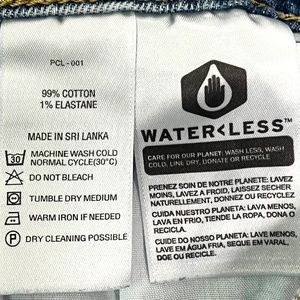 PCL - 001
99% COTTON
1% ELASTANE
MADE IN SRI LANKA
30 MACHINE WASH COLD
NORMAL CYCLE(30°C)
DO NOT BLEACH
TUMBLE DRY MEDIUM
WARM IRON IF NEEDED
P DRY CLEANING POSSIBLE
WATER<LESS™
CARE FOR OUR PLANET: WASH LESS, WASH
COLD, LINE DRY, DONATE OR RECYCLE
PRENEZ SOIN DE NOTRE PLANETE: LAVEZ
MOINS, LAVEZ A FROID, LAISSEZ SECHER
NATURELLEMENT, DONNEZ OU RECYCLEZ
CUIDA NUESTRO PLANETA: LAVA MENOS,
LAVA EN FRIO, TIENDE LA ROPA, DONA O
RECICLA.
CUIDE DO NOSSO PLANETA: LAVE MENOS,
LAVE EM ÁGUA FRIA, SEQUE EM VARAL,
DOE OU RECICLE.